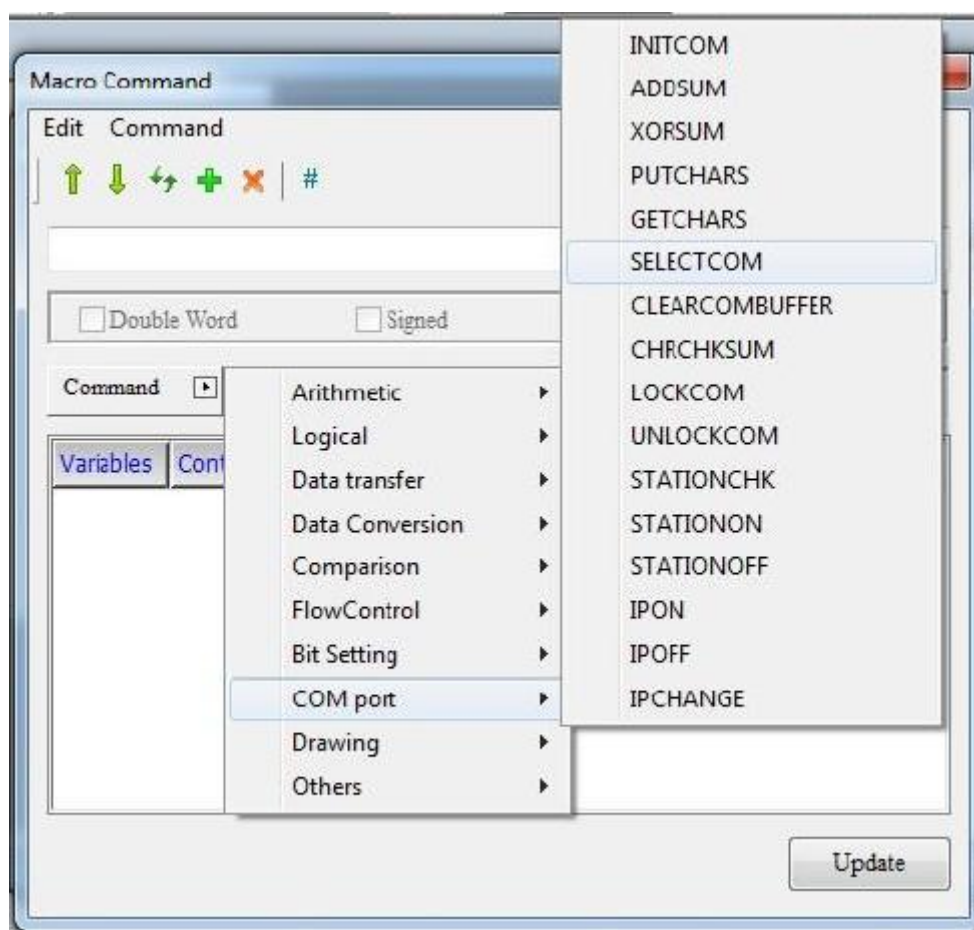 Macro Command
Edit Command
#
Double Word
Signed
Command
Variables
Cont
Arithmetic
Logical
Data transfer
Data Conversion
Comparison
FlowControl
Bit Setting
COM port
Drawing
Others
INITCOM
ADDSUM
XORSUM
PUTCHARS
GETCHARS
SELECTCOM
CLEARCOMBUFFER
CHRCHKSUM
LOCKCOM
UNLOCKCOM
STATIONCHK
STATIONON
STATIONOFF
IPON
IPOFF
IPCHANGE
Update